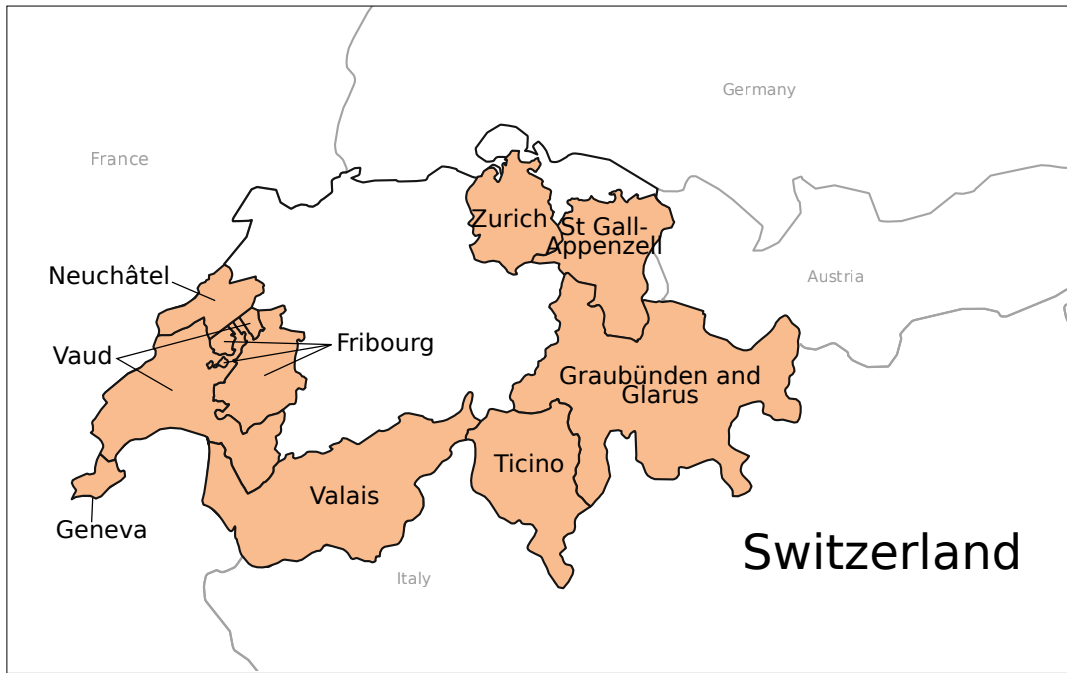 Germany
France
Zurich
St Gall-
Appenzell
Neuchâtel
Austria
Vaud
Fribourg
Graubünden and
Glarus
Ticino
Valais
Geneva
Switzerland
Italy